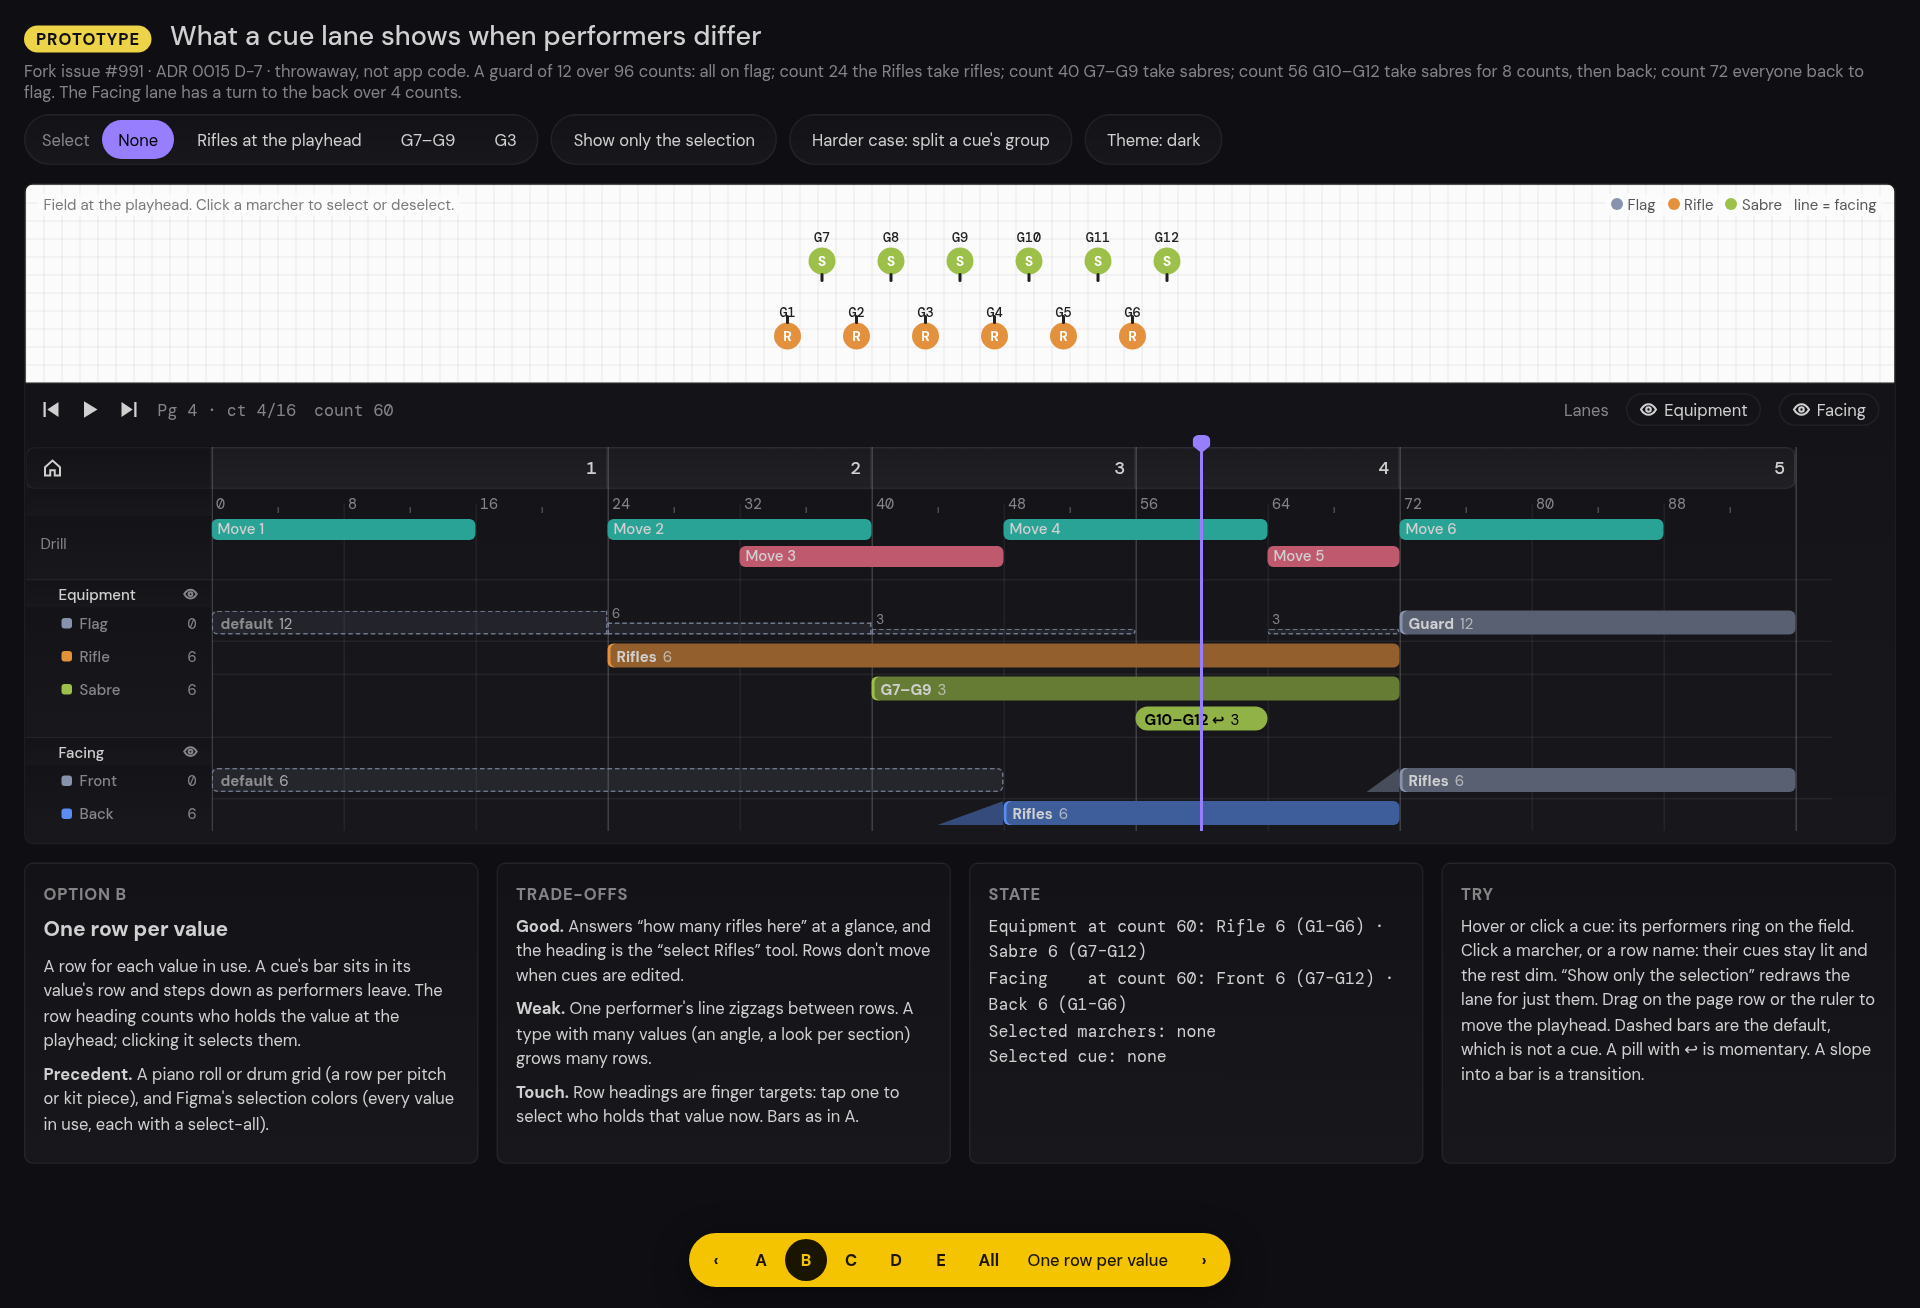 PROTOTYPE What a cue lane shows when performers differ
Fork issue #991 · ADR 0015 D-7 · throwaway, not app code. A guard of 12 over 96 counts: all on flag; count 24 the Rifles take rifles; count 40 G7–G9 take sabres; count 56 G10–G12 take sabres for 8 counts, then back; count 72 everyone back to
flag. The Facing lane has a turn to the back over 4 counts.
Select None Rifles at the playhead G7–G9 G3 Show only the selection Harder case: split a cue's group Theme: dark
Field at the playhead. Click a marcher to select or deselect. Flag Rifle Sabre line = facing
G7 G8 G9 G10 G11 G12
S S S S S S
G1 G2 G3 G4 G5 G6
R R R R R R
Pg 4 · ct 4/16 count 60 Lanes Equipment Facing
1 2 3 4 5
0 8 16 24 32 40 48 56 64 72 80 88
Move 1 Move 2 Move 4 Move 6
Drill
Move 3 Move 5
Equipment
Flag 0 default 12 6 3 3 Guard 12
Rifle 6 Rifles 6
Sabre 6 G7–G9 3
G10–G12 ↩ 3
Facing
Front 0 default 6 Rifles 6
Back 6 Rifles 6
OPTION B
One row per value
A row for each value in use. A cue's bar sits in its
value's row and steps down as performers leave. The
row heading counts who holds the value at the
playhead; clicking it selects them.
Precedent. A piano roll or drum grid (a row per pitch
or kit piece), and Figma's selection colors (every value
in use, each with a select-all).
TRADE-OFFS
Good. Answers “how many rifles here” at a glance, and
the heading is the “select Rifles” tool. Rows don't move
when cues are edited.
Weak. One performer's line zigzags between rows. A
type with many values (an angle, a look per section)
grows many rows.
Touch. Row headings are finger targets: tap one to
select who holds that value now. Bars as in A.
STATE
Equipment at count 60: Rifle 6 (G1–G6) ·
Sabre 6 (G7–G12)
Facing at count 60: Front 6 (G7–G12) ·
Back 6 (G1–G6)
Selected marchers: none
Selected cue: none
TRY
Hover or click a cue: its performers ring on the field.
Click a marcher, or a row name: their cues stay lit and
the rest dim. “Show only the selection” redraws the
lane for just them. Drag on the page row or the ruler to
move the playhead. Dashed bars are the default,
which is not a cue. A pill with ↩ is momentary. A slope
into a bar is a transition.
‹ A B C D E All One row per value ›